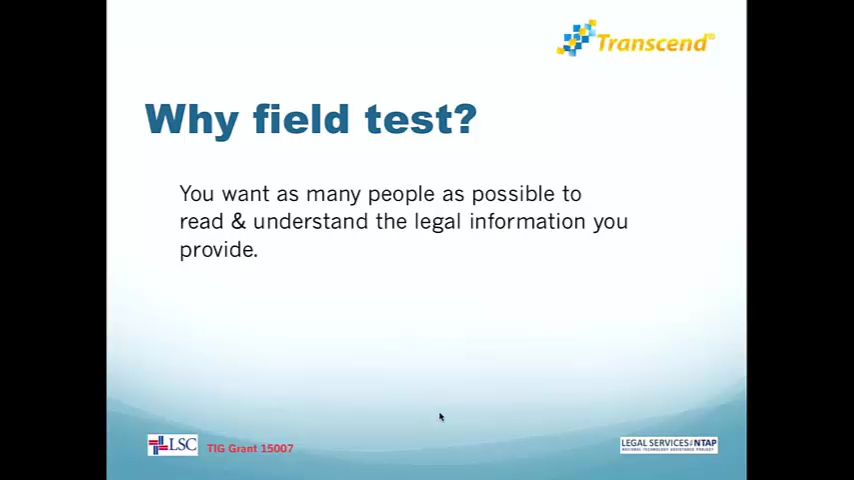 Transcend®
Why field test?
You want as many people as possible to
read & understand the legal information you
provide.
LSC
TIG Grant 15007
LEGAL SERVICES NTAP
NATIONAL TECHNOLOGY ASSISTANCE PROJECT